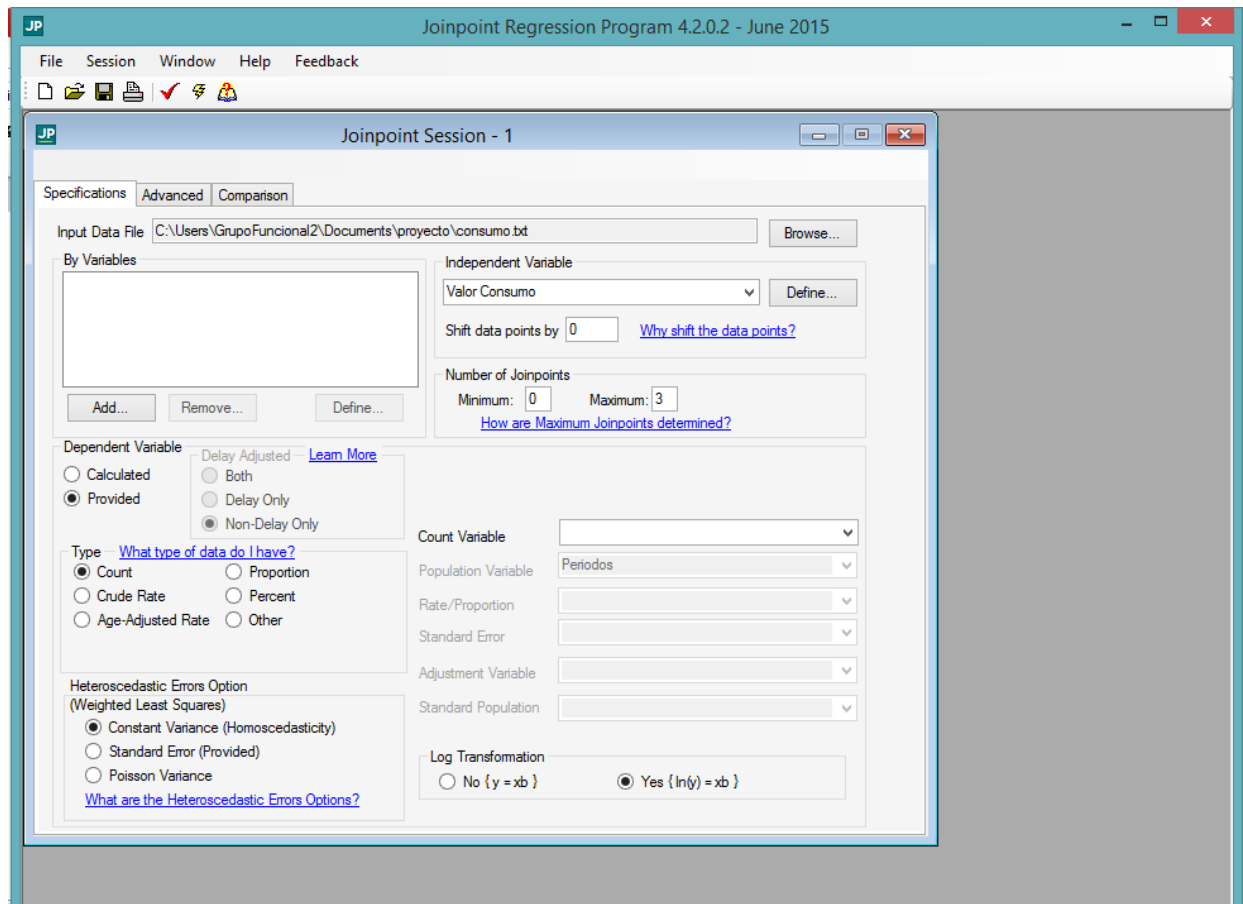 JP
Joinpoint Regression Program 4.2.0.2 - June 2015
File Session Window Help Feedback
JP
Joinpoint Session - 1
Specifications Advanced Comparison
Input Data File C:\Users\GrupoFuncional2\Documents\proyecto\consumo.txt Browse...
By Variables
Add... Remove... Define...
Independent Variable
Valor Consumo Define...
Shift data points by 0 Why shift the data points?
Number of Joinpoints
Minimum: 0 Maximum: 3
How are Maximum Joinpoints determined?
Dependent Variable
Calculated
Provided
Delay Adjusted Learn More
Both
Delay Only
Non-Delay Only
Type What type of data do I have?
Count Proportion
Crude Rate Percent
Age-Adjusted Rate Other
Heteroscedastic Errors Option
(Weighted Least Squares)
Constant Variance (Homoscedasticity)
Standard Error (Provided)
Poisson Variance
What are the Heteroscedastic Errors Options?
Count Variable
Population Variable Periodos
Rate/Proportion
Standard Error
Adjustment Variable
Standard Population
Log Transformation
No { y = xb } Yes { ln(y) = xb }